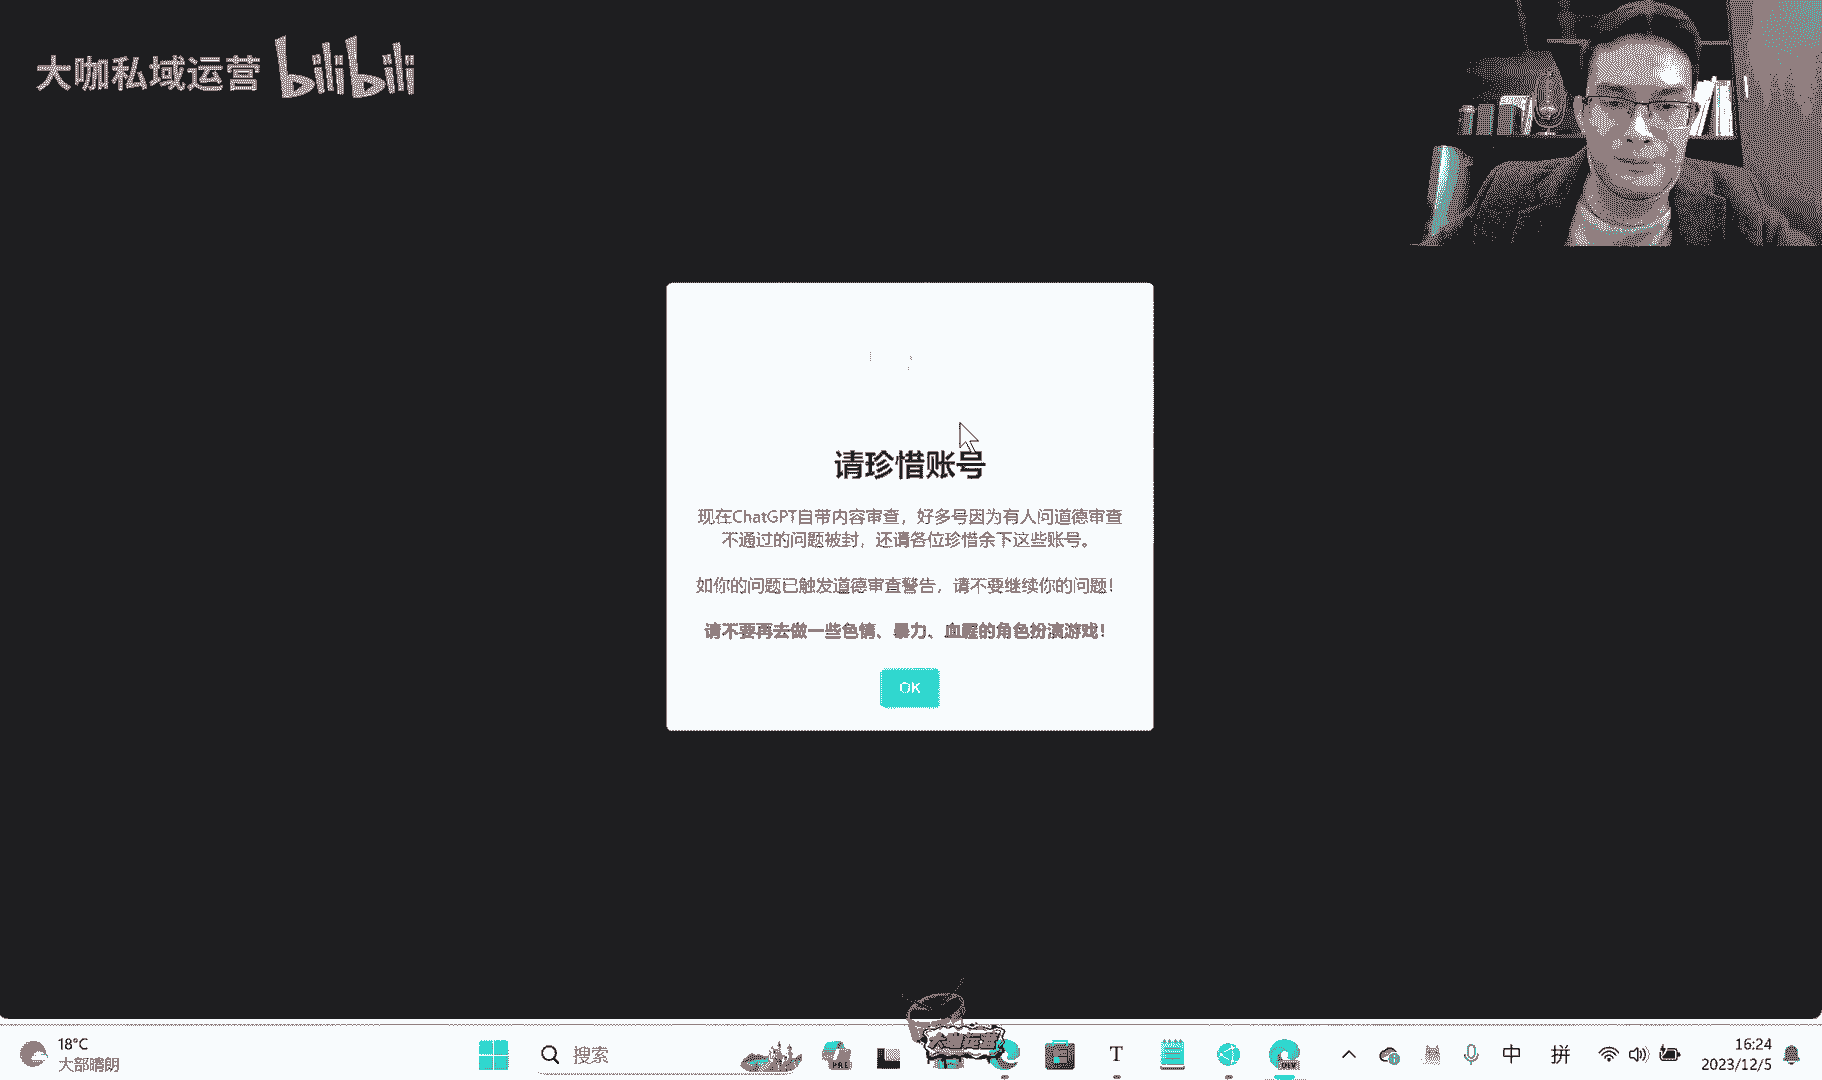 大咖私域运营 bilibili
请珍惜账号
现在ChatGPT自带内容审查，好多号因为有人问道德审查
不通过的问题被封，还请各位珍惜余下这些账号。
如你的问题已触发道德审查警告，请不要继续你的问题！
请不要再去做一些色情、暴力、血腥的角色扮演游戏！
OK
大咖运营
18°C
大部晴朗
搜索
PRE
T
DEV
中
拼
16:24
2023/12/5